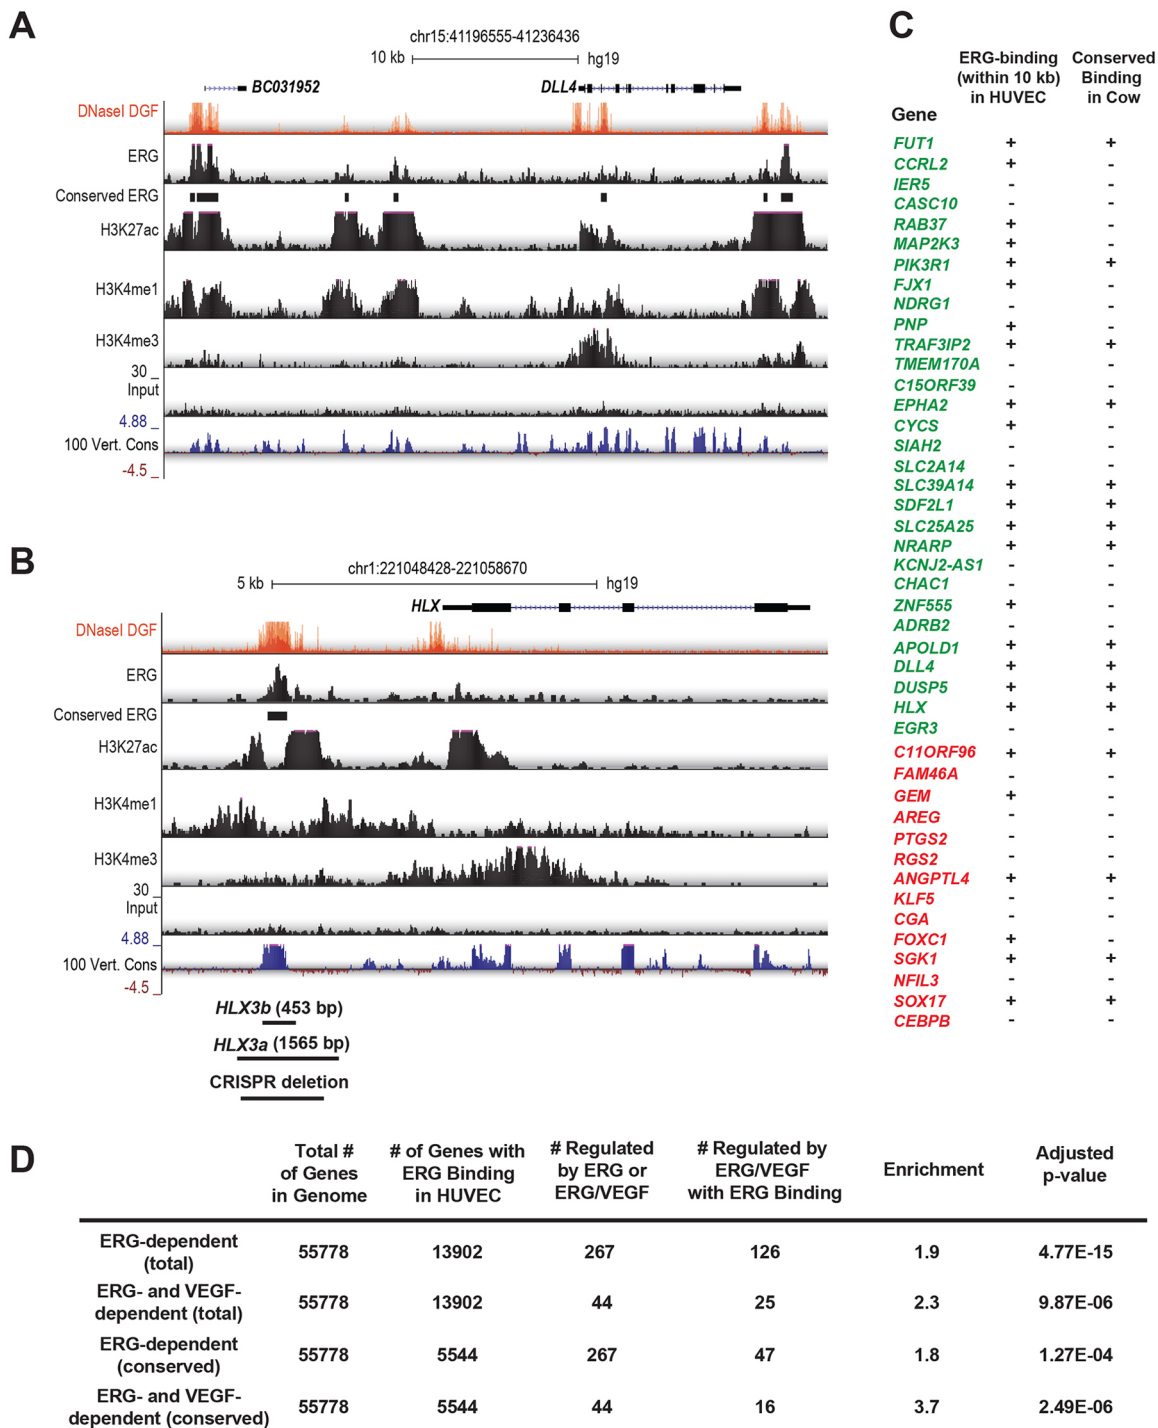 A
chr15:41196555-41236436
10 kb
hg19
BC031952
DLL4
DNaseI DGF
ERG
Conserved ERG
H3K27ac
H3K4me1
H3K4me3
30 _
Input
4.88 _
100 Vert. Cons
-4.5 _
B
chr1:221048428-221058670
5 kb
hg19
HLX
DNaseI DGF
ERG
Conserved ERG
H3K27ac
H3K4me1
H3K4me3
30 _
Input
4.88 _
100 Vert. Cons
-4.5 _
HLX3b (453 bp)
HLX3a (1565 bp)
CRISPR deletion
C
ERG-binding Conserved
(within 10 kb) Binding
in HUVEC in Cow
Gene
FUT1 + +
CCRL2 + -
IER5 - -
CASC10 - -
RAB37 + -
MAP2K3 + -
PIK3R1 + +
FJX1 + -
NDRG1 - -
PNP + -
TRAF3IP2 + +
TMEM170A - -
C15ORF39 - -
EPHA2 + +
CYCS + -
SIAH2 - -
SLC2A14 - -
SLC39A14 + +
SDF2L1 + +
SLC25A25 + +
NRARP + +
KCNJ2-AS1 - -
CHAC1 - -
ZNF555 + -
ADRB2 - -
APOLD1 + +
DLL4 + +
DUSP5 + +
HLX + +
EGR3 - -
C11ORF96 + +
FAM46A - -
GEM + -
AREG - -
PTGS2 - -
RGS2 - -
ANGPTL4 + +
KLF5 - -
CGA - -
FOXC1 + -
SGK1 + +
NFIL3 - -
SOX17 + +
CEBPB - -
D
Total # # of Genes with # Regulated # Regulated by Adjusted
of Genes ERG Binding by ERG or ERG/VEGF Enrichment p-value
in Genome in HUVEC ERG/VEGF with ERG Binding
ERG-dependent
(total) 55778 13902 267 126 1.9 4.77E-15
ERG- and VEGF-
dependent (total) 55778 13902 44 25 2.3 9.87E-06
ERG-dependent
(conserved) 55778 5544 267 47 1.8 1.27E-04
ERG- and VEGF-
dependent (conserved) 55778 5544 44 16 3.7 2.49E-06